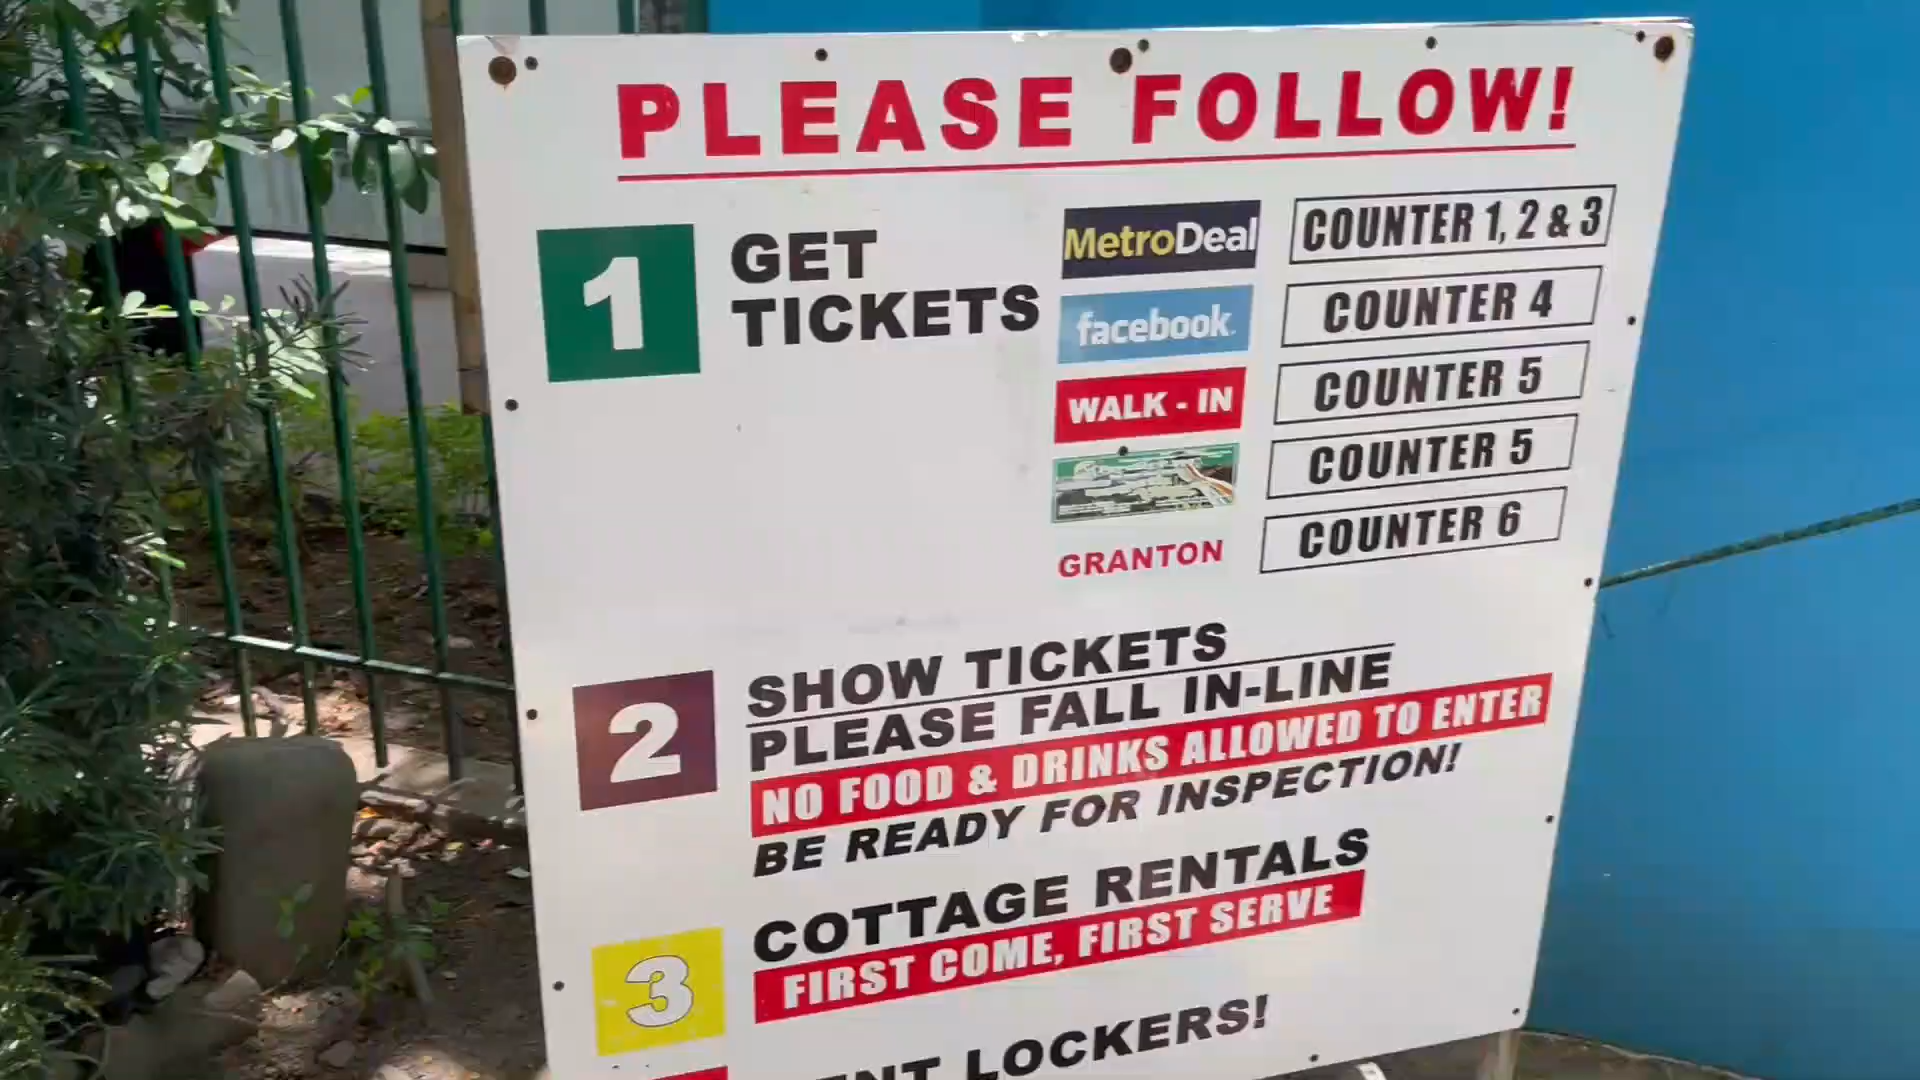 PLEASE FOLLOW!
1
GET
TICKETS
MetroDeal COUNTER 1, 2 & 3
facebook COUNTER 4
WALK - IN COUNTER 5
COUNTER 5
GRANTON COUNTER 6
2
SHOW TICKETS
PLEASE FALL IN-LINE
NO FOOD & DRINKS ALLOWED TO ENTER
BE READY FOR INSPECTION!
3
COTTAGE RENTALS
FIRST COME, FIRST SERVE
LOCKERS!